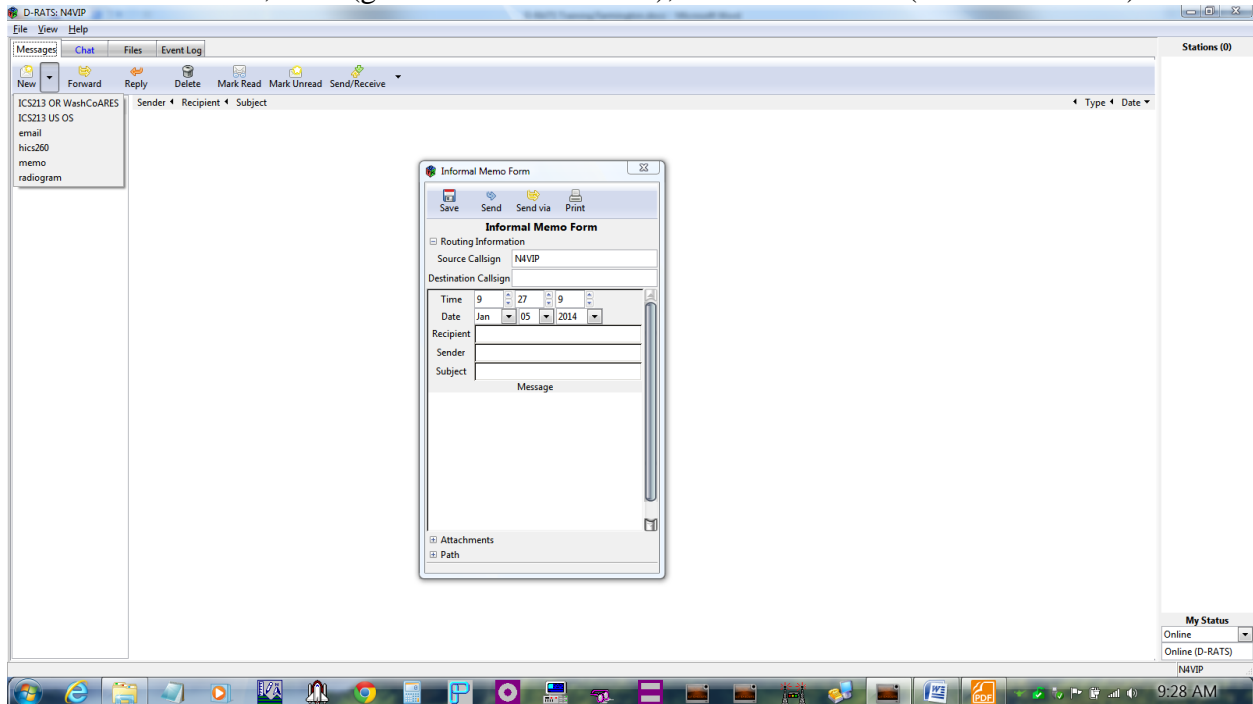 D-RATS: N4VIP
File View Help
Messages Chat Files Event Log
Stations (0)
New Forward Reply Delete Mark Read Mark Unread Send/Receive
ICS213 OR WashCoARES
Sender Recipient Subject Type Date
ICS213 US OS
email
hics260
memo
radiogram
Informal Memo Form
Save Send Send via Print
Informal Memo Form
Routing Information
Source Callsign N4VIP
Destination Callsign
Time 9 27 9
Date Jan 05 2014
Recipient
Sender
Subject
Message
Attachments
Path
My Status
Online
Online (D-RATS)
N4VIP
PDF
9:28 AM